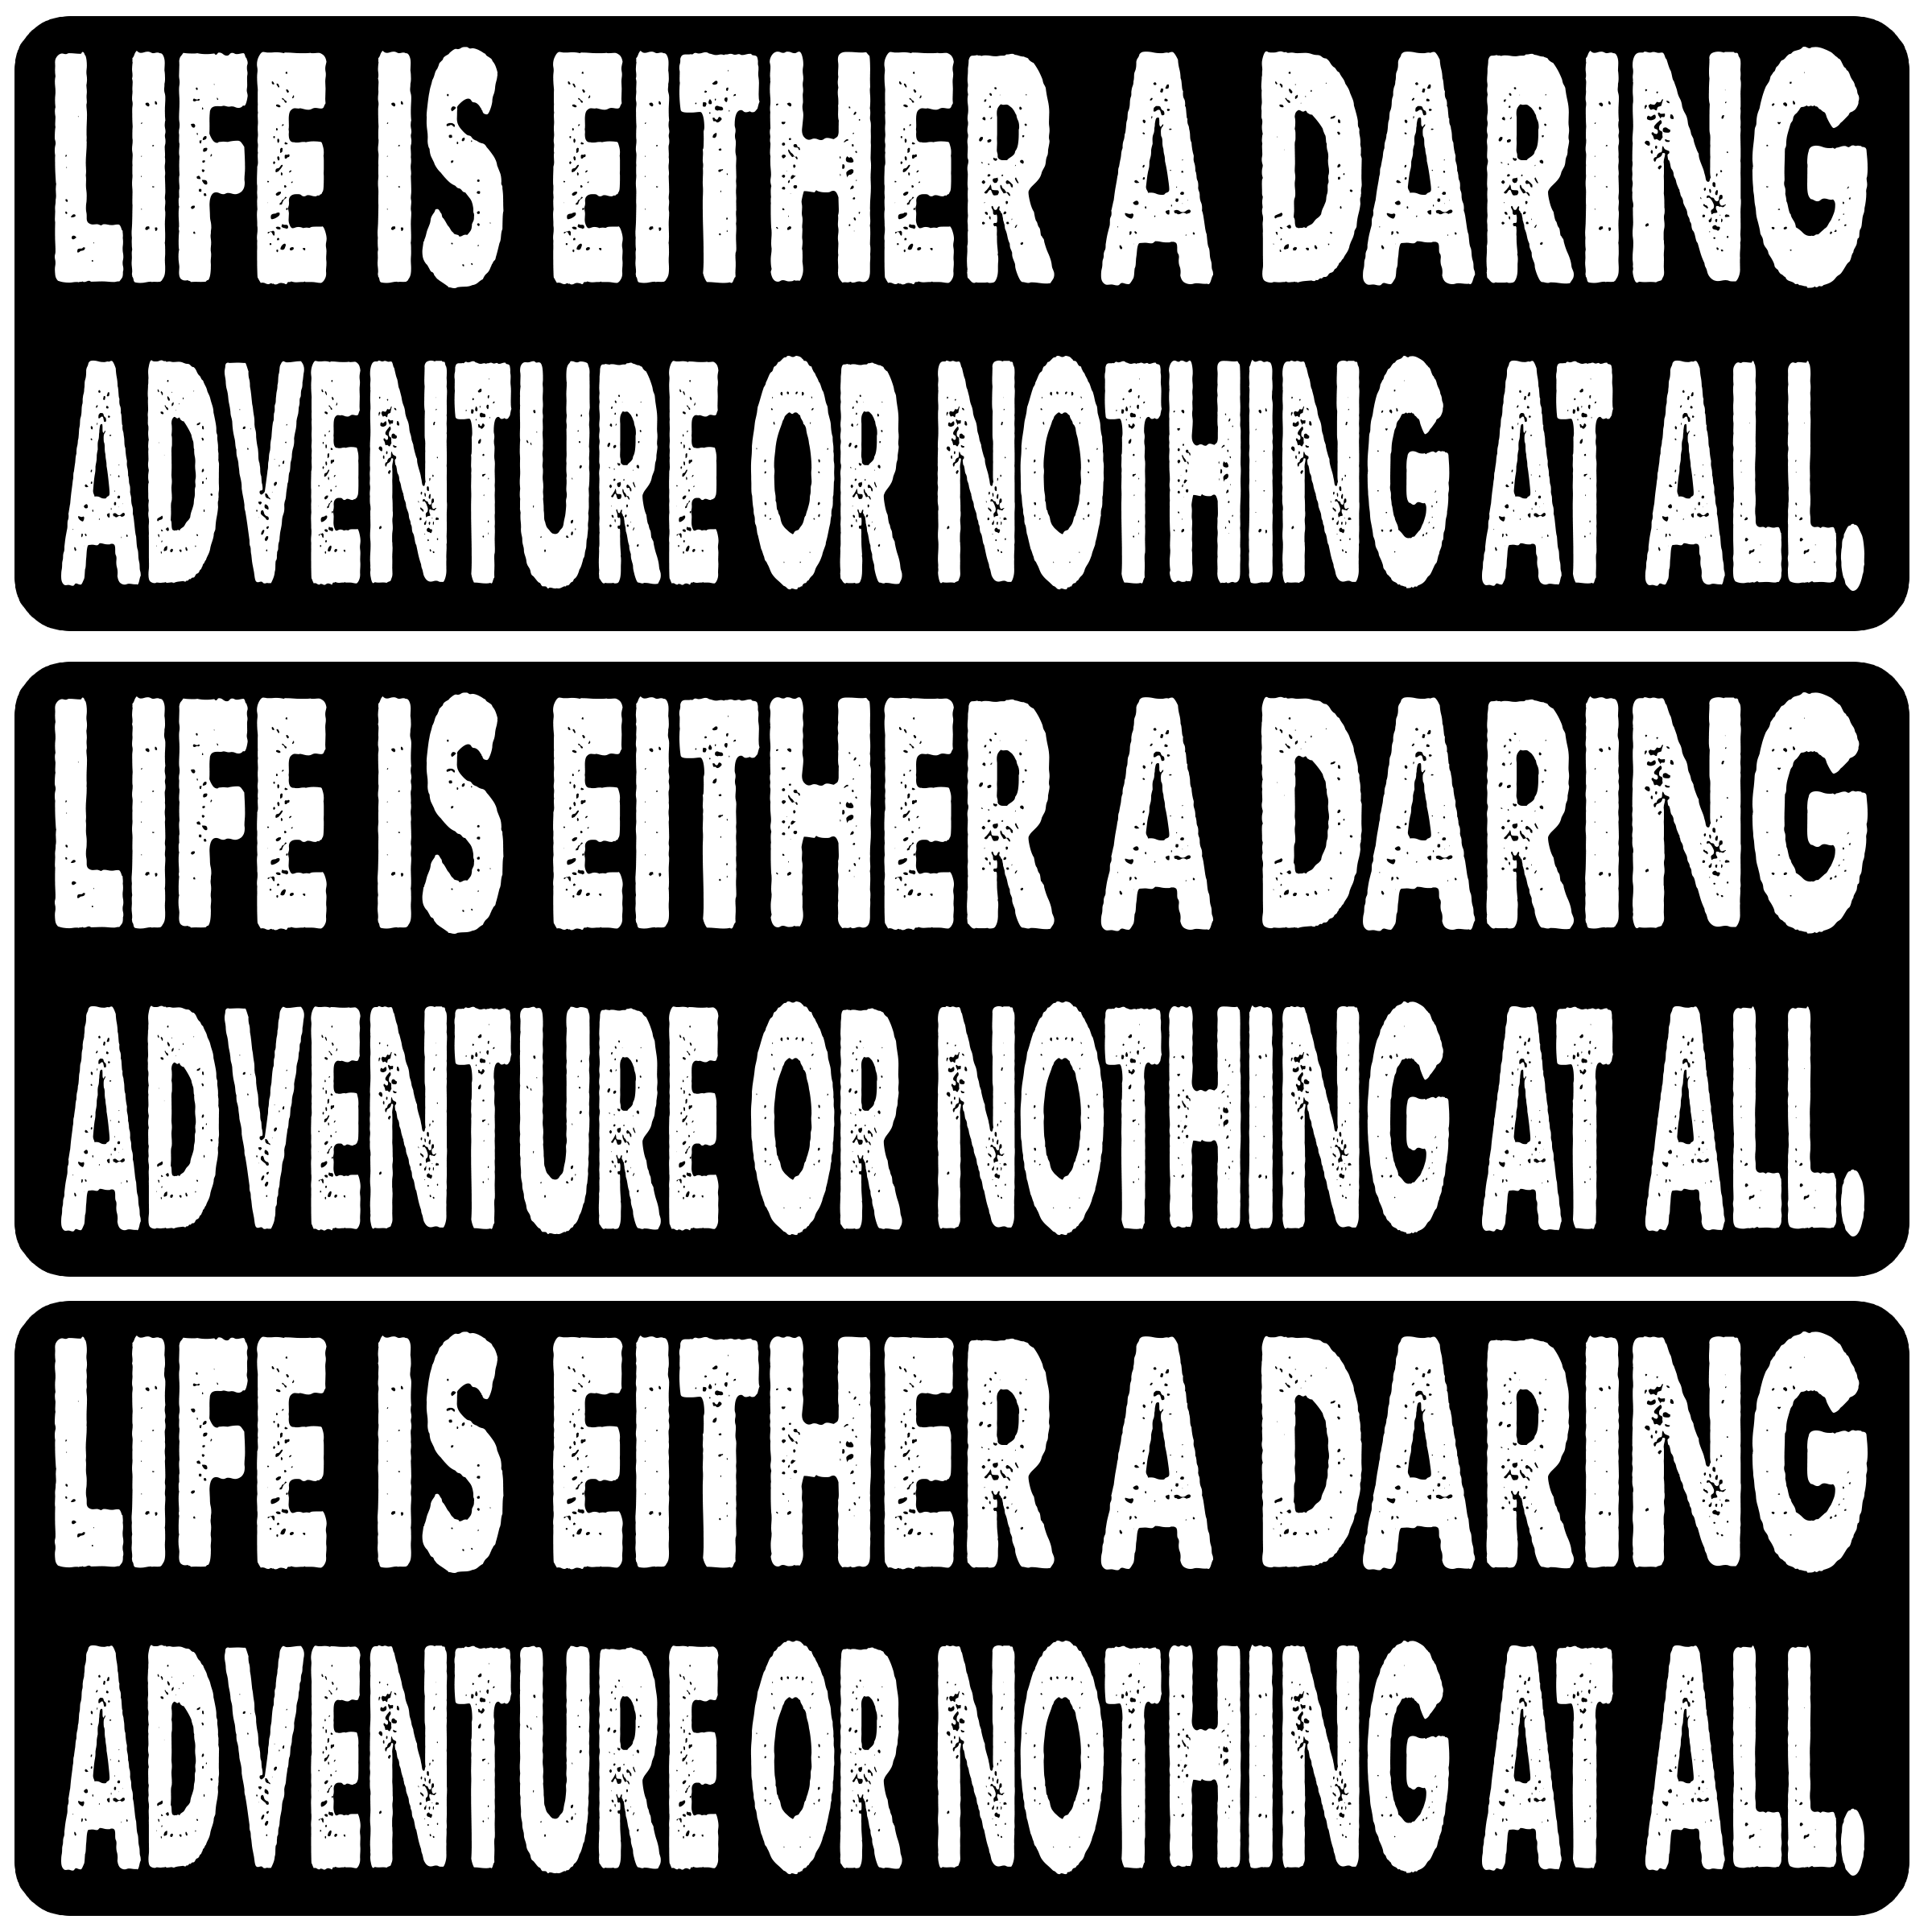 LIFE IS EITHER A DARING
ADVENTURE OR NOTHING AT ALL.
LIFE IS EITHER A DARING
ADVENTURE OR NOTHING AT ALL.
LIFE IS EITHER A DARING
ADVENTURE OR NOTHING AT ALL.